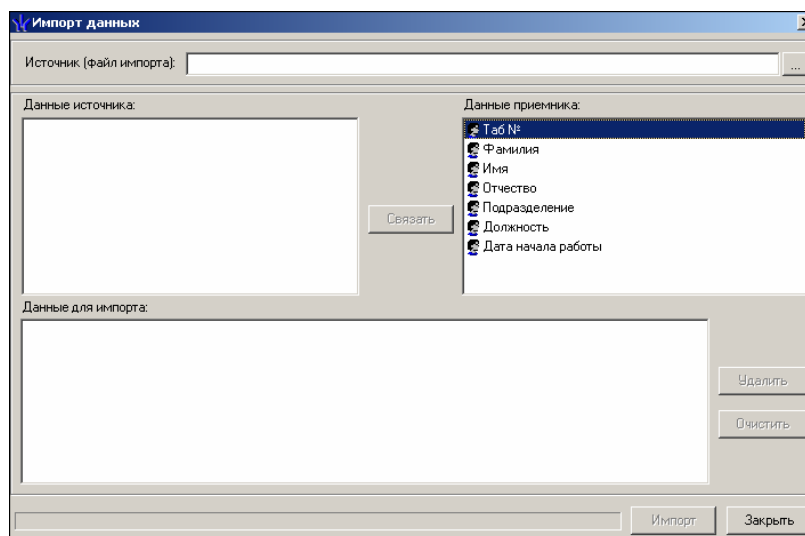 Импорт данных
Источник (файл импорта):
...
Данные источника:
Данные приемника:
Таб №
Фамилия
Имя
Отчество
Подразделение
Должность
Дата начала работы
Связать
Данные для импорта:
Удалить
Очистить
Импорт
Закрыть